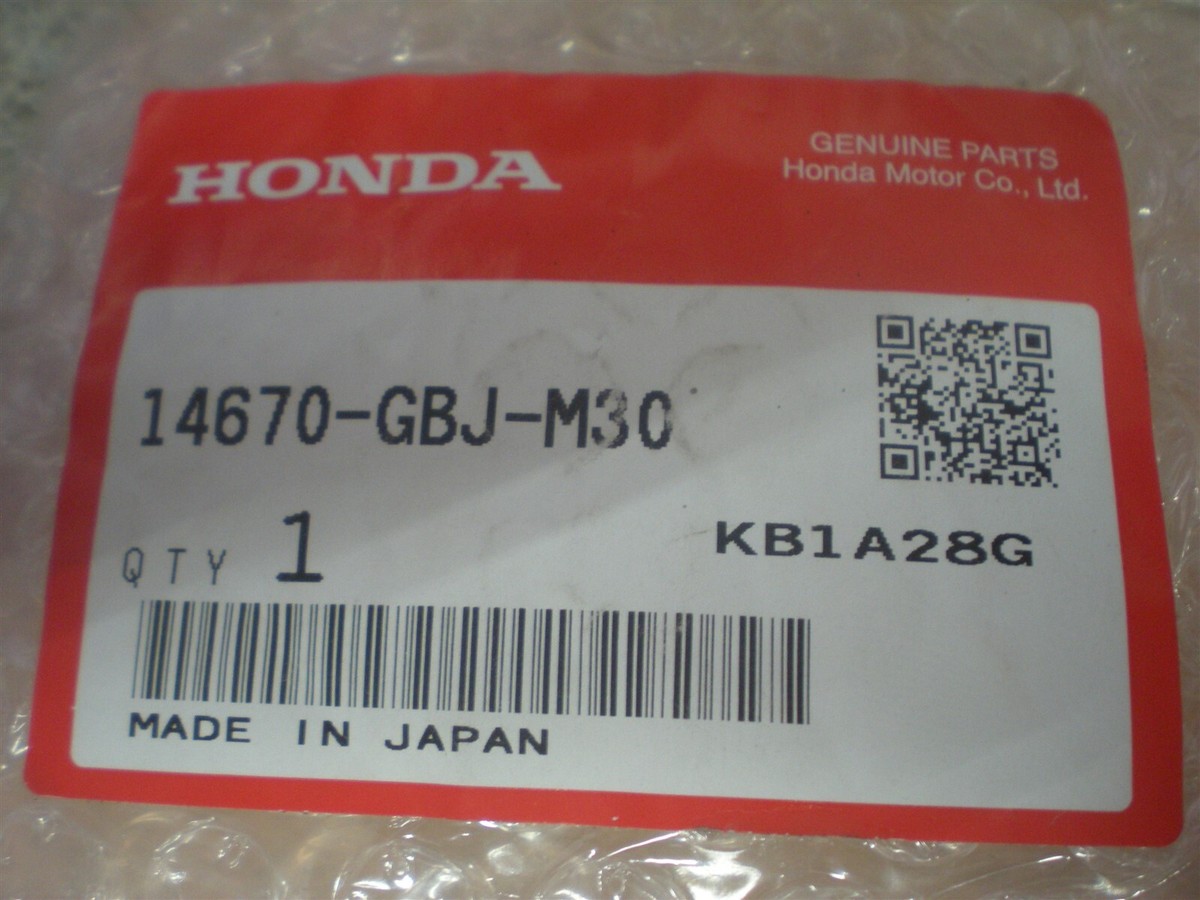 HONDA
GENUINE PARTS
Honda Motor Co., Ltd.
14670-GBJ-M30
QTY 1
KB1A28G
MADE IN JAPAN